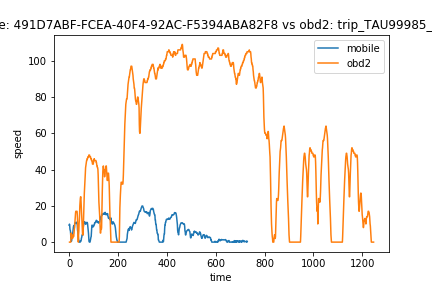 e: 491D7ABF-FCEA-40F4-92AC-F5394ABA82F8 vs obd2: trip_TAU99985_
mobile
obd2
speed
100
80
60
40
20
0
0 200 400 600 800 1000 1200
time